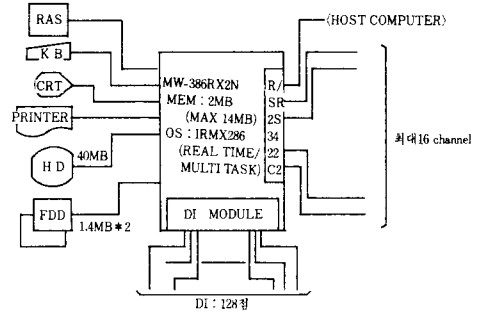 RAS
K B
CRT
PRINTER
H D
40MB
FDD
1.4MB*2
MW-386RX2N
MEM : 2MB
(MAX 14MB)
OS : IRMX286
(REAL TIME/
MULTI TASK)
R/
SR
2S
34
22
C2
DI MODULE
DI : 128점
〈HOST COMPUTER〉
최대16 channel